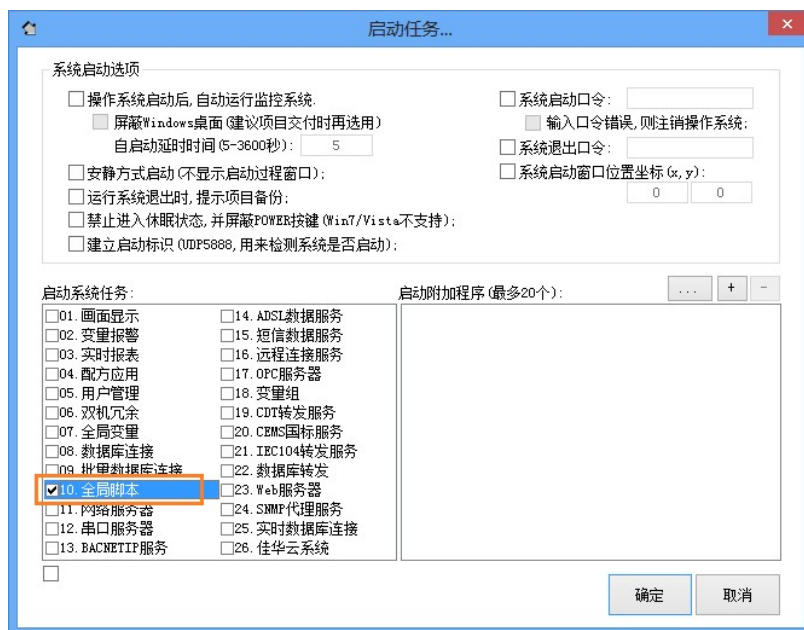 启动任务...
系统启动选项
操作系统启动后,自动运行监控系统.
屏蔽Windows桌面(建议项目交付时再选用)
自启动延时时间(5-3600秒): 5
安静方式启动(不显示启动过程窗口);
运行系统退出时,提示项目备份;
禁止进入休眠状态,并屏蔽POWER按键(Win7/Vista不支持);
建立启动标识(UDP5888,用来检测系统是否启动);
系统启动口令:
输入口令错误,则注销操作系统;
系统退出口令:
系统启动窗口位置坐标(x,y):
0 0
启动系统任务:
01.画面显示
02.变量报警
03.实时报表
04.配方应用
05.用户管理
06.双机冗余
07.全局变量
08.数据库连接
09.批量数据库连接
10.全局脚本
11.网络服务器
12.串口服务器
13.BACNETIP服务
14.ADSL数据服务
15.短信数据服务
16.远程连接服务
17.OPC服务器
18.变量组
19.CDT转发服务
20.CEMS国标服务
21.IEC104转发服务
22.数据库转发
23.Web服务器
24.SNMP代理服务
25.实时数据库连接
26.佳华云系统
启动附加程序(最多20个):
... + -
确定 取消